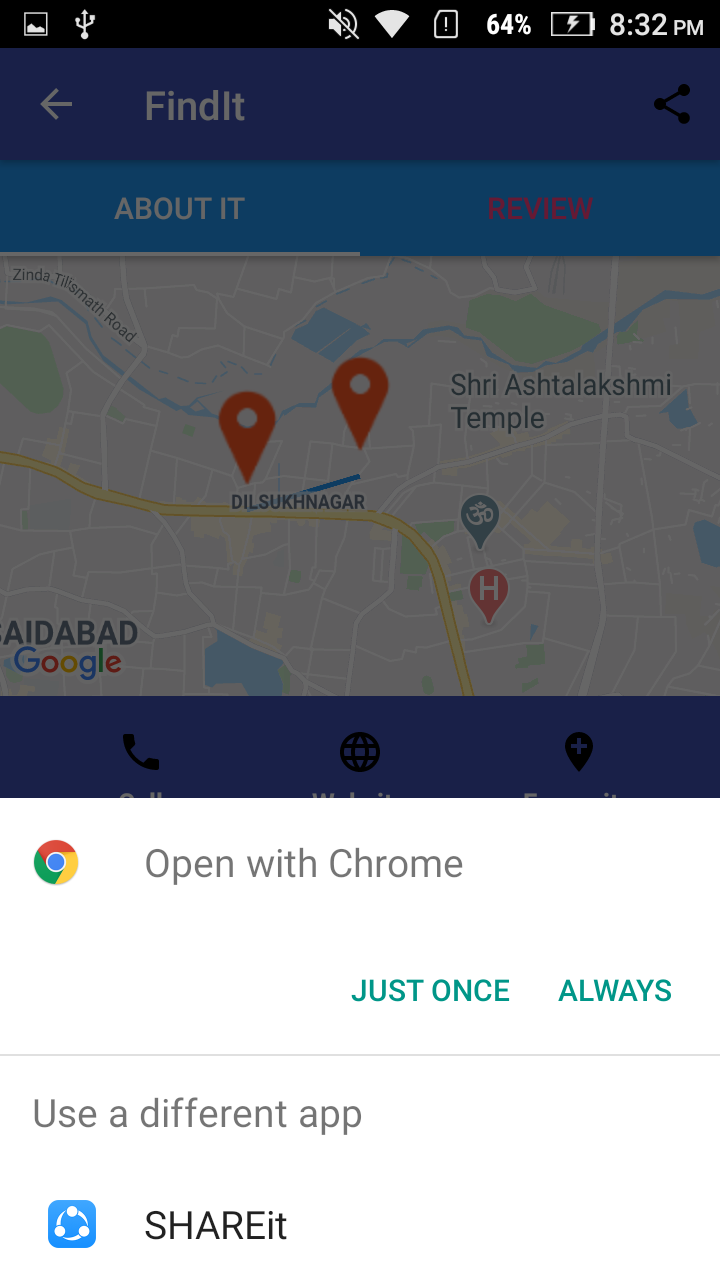 64% 8:32 PM
FindIt
ABOUT IT REVIEW
Zinda Tilismath Road
Shri Ashtalakshmi
Temple
DILSUKHNAGAR
H
SAIDABAD
Google
Open with Chrome
JUST ONCE ALWAYS
Use a different app
SHAREit